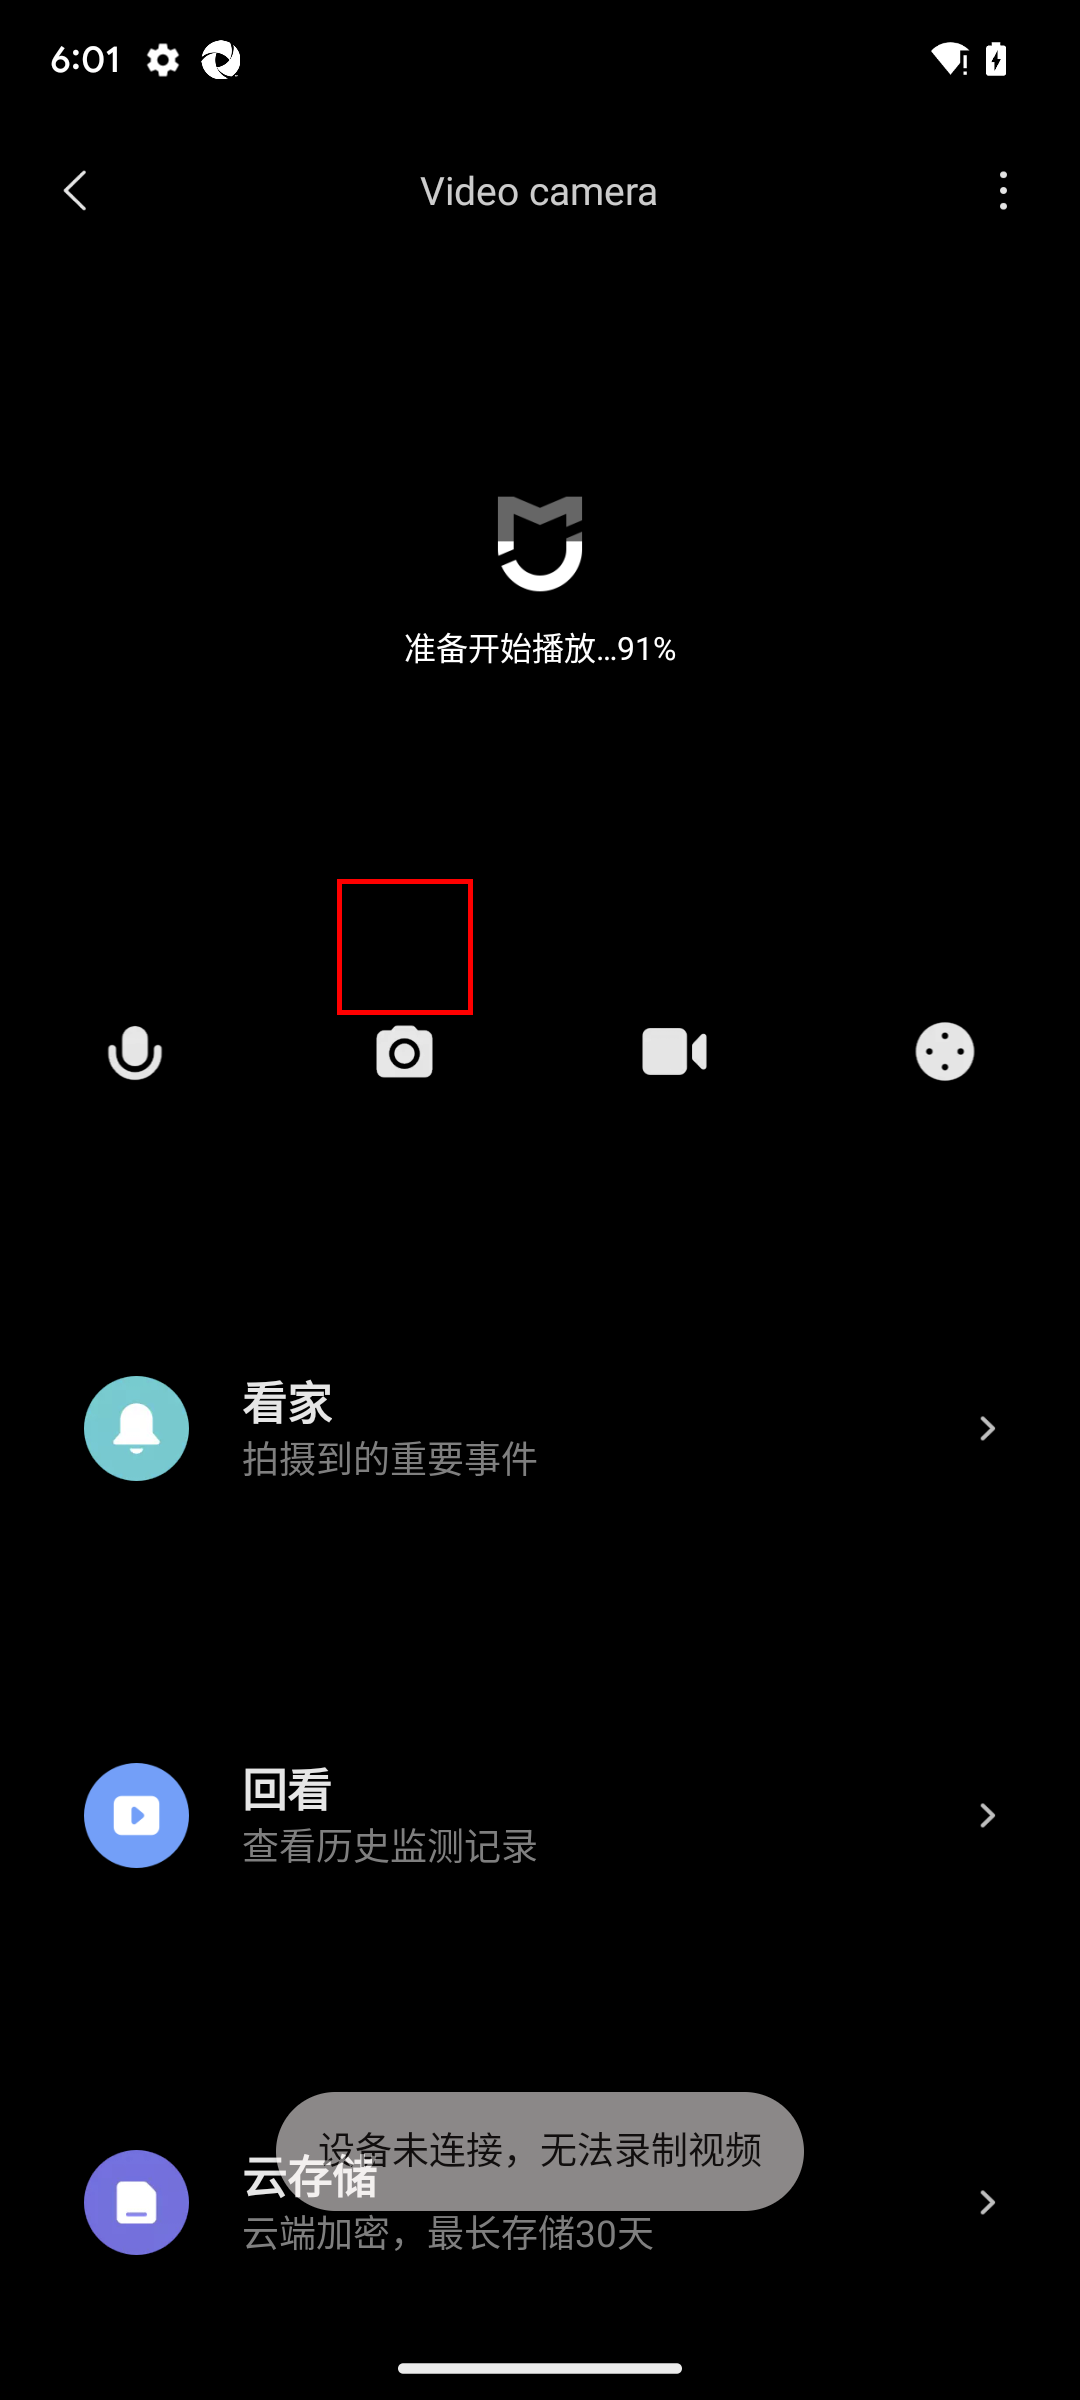 6:01
Video camera
准备开始播放...91%
看家
拍摄到的重要事件
回看
查看历史监测记录
设备未连接，无法录制视频
云存储
云端加密，最长存储30天